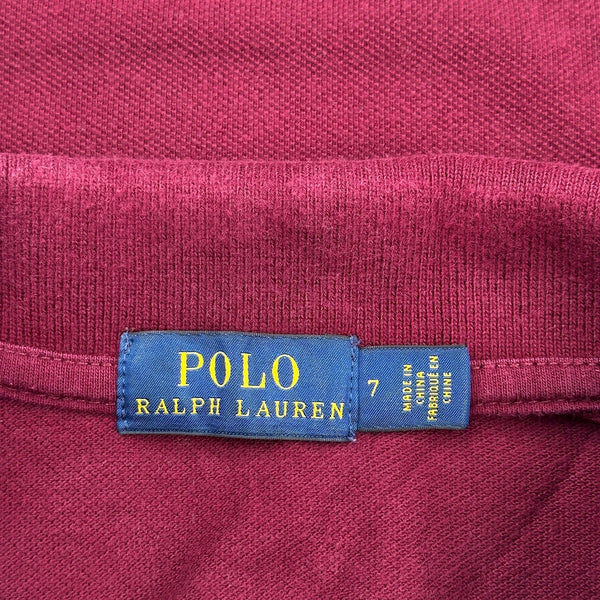 POLO
RALPH LAUREN
7
MADE IN
CHINA
FABRIQUÉ EN
CHINE